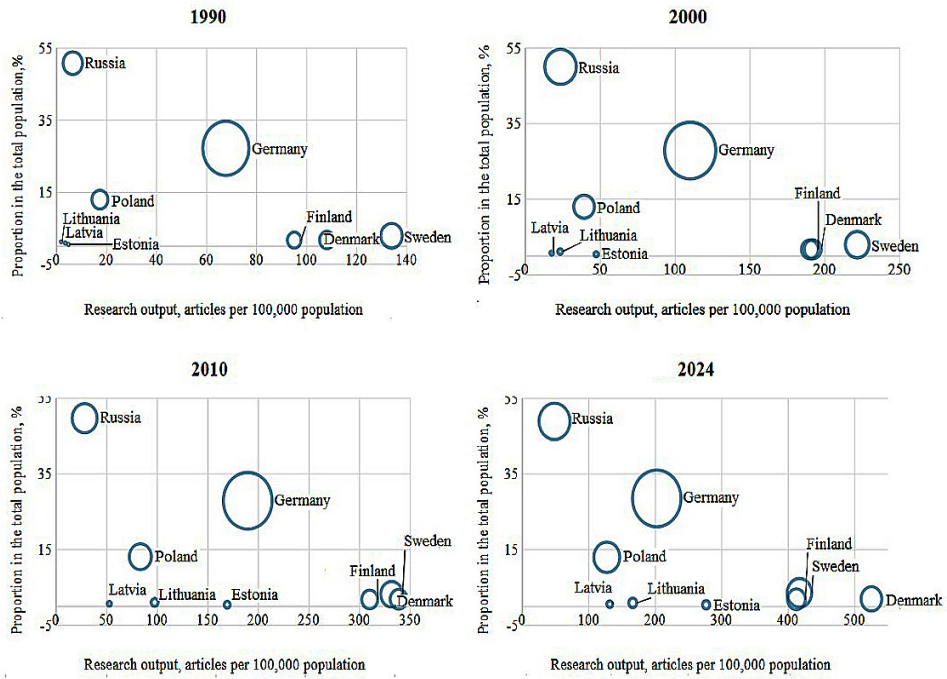 1990
Proportion in the total population,%
55
35
15
-5
Russia
Germany
Poland
Lithuania
Latvia
Estonia
Finland
Denmark
Sweden
0 20 40 60 80 100 120 140
Research output, articles per 100,000 population
2000
Proportion in the total population, %
55
35
15
-5
Russia
Germany
Poland
Finland
Denmark
Latvia
Lithuania
Estonia
Sweden
0 50 100 150 200 250
Research output, articles per 100,000 population
2010
Proportion in the total population, %
35
15
-5
Russia
Germany
Sweden
Poland
Finland
Latvia
Lithuania
Estonia
Denmark
0 50 100 150 200 250 300 350
Research output, articles per 100,000 population
2024
Proportion in the total population, %
55
35
15
-5
Russia
Germany
Finland
Poland
Sweden
Latvia
Lithuania
Estonia
Denmark
0 100 200 300 400 500
Research output, articles per 100,000 population